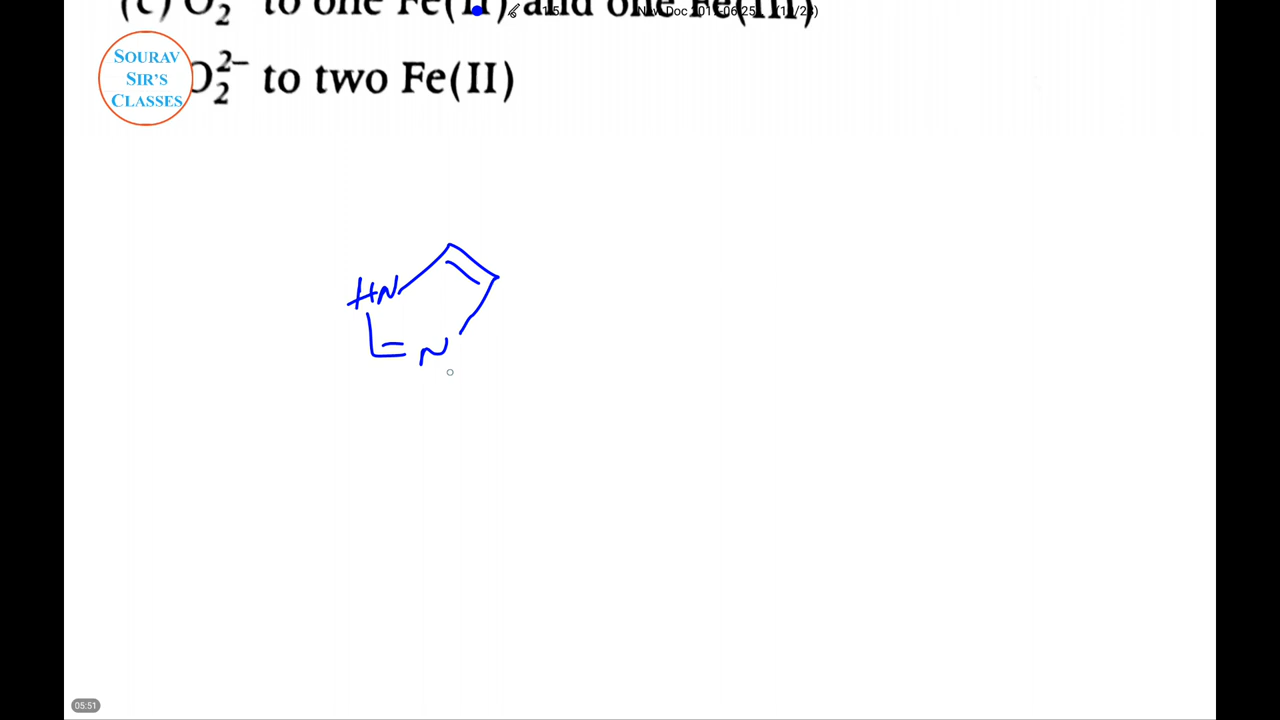 (c) O₂ to one Fe(II) and one Fe(III)
O₂²⁻ to two Fe(II)
SOURAV
SIR'S
CLASSES
HN
N
05:51